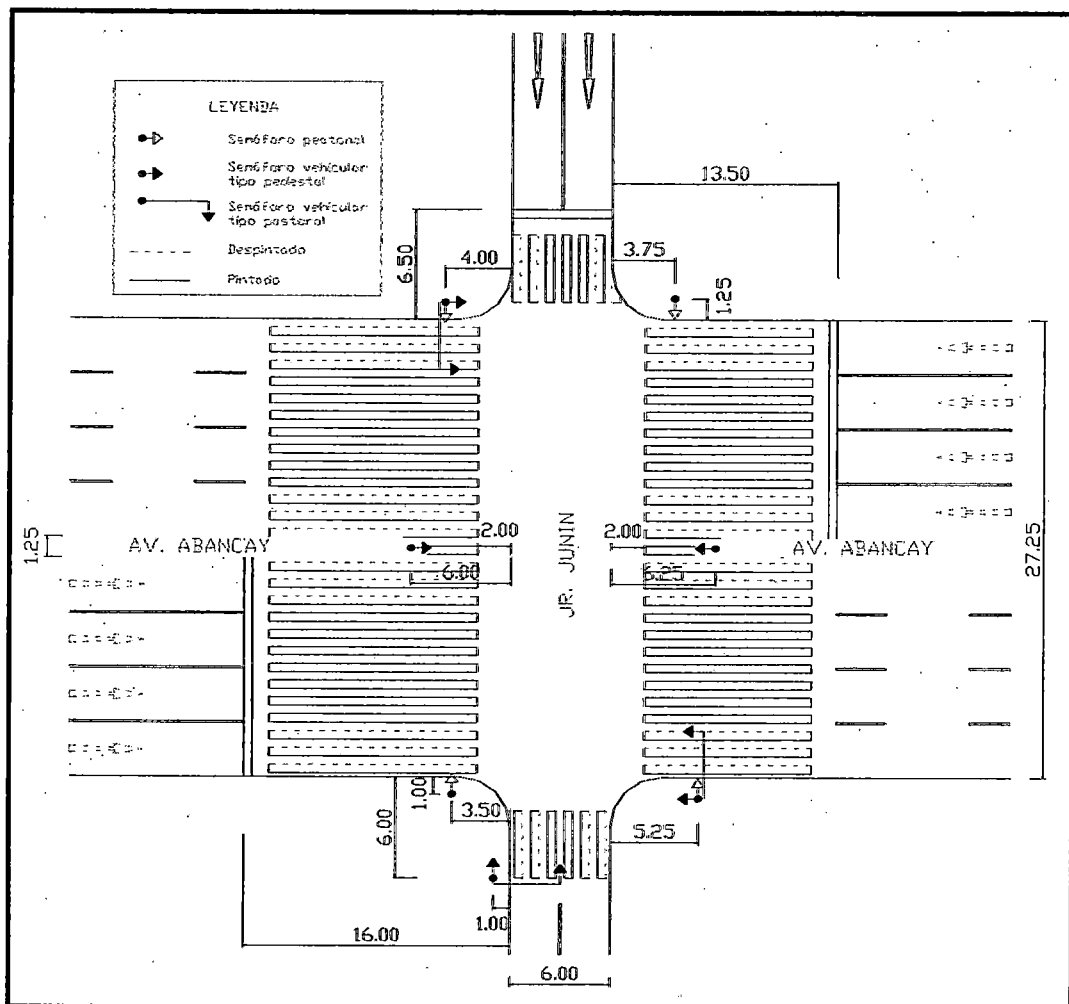 LEYENDA
Semáforo peatonal
Semáforo vehicular
tipo pedestal
Semáforo vehicular
tipo pastoral
Despintado
Pintado
13.50
6.50
4.00
3.75
1.25
1.25
AV. ABANCAY
2.00
6.00
JR. JUNIN
2.00
6.25
AV. ABANCAY
27.25
1.00
6.00
3.50
5.25
1.00
16.00
6.00